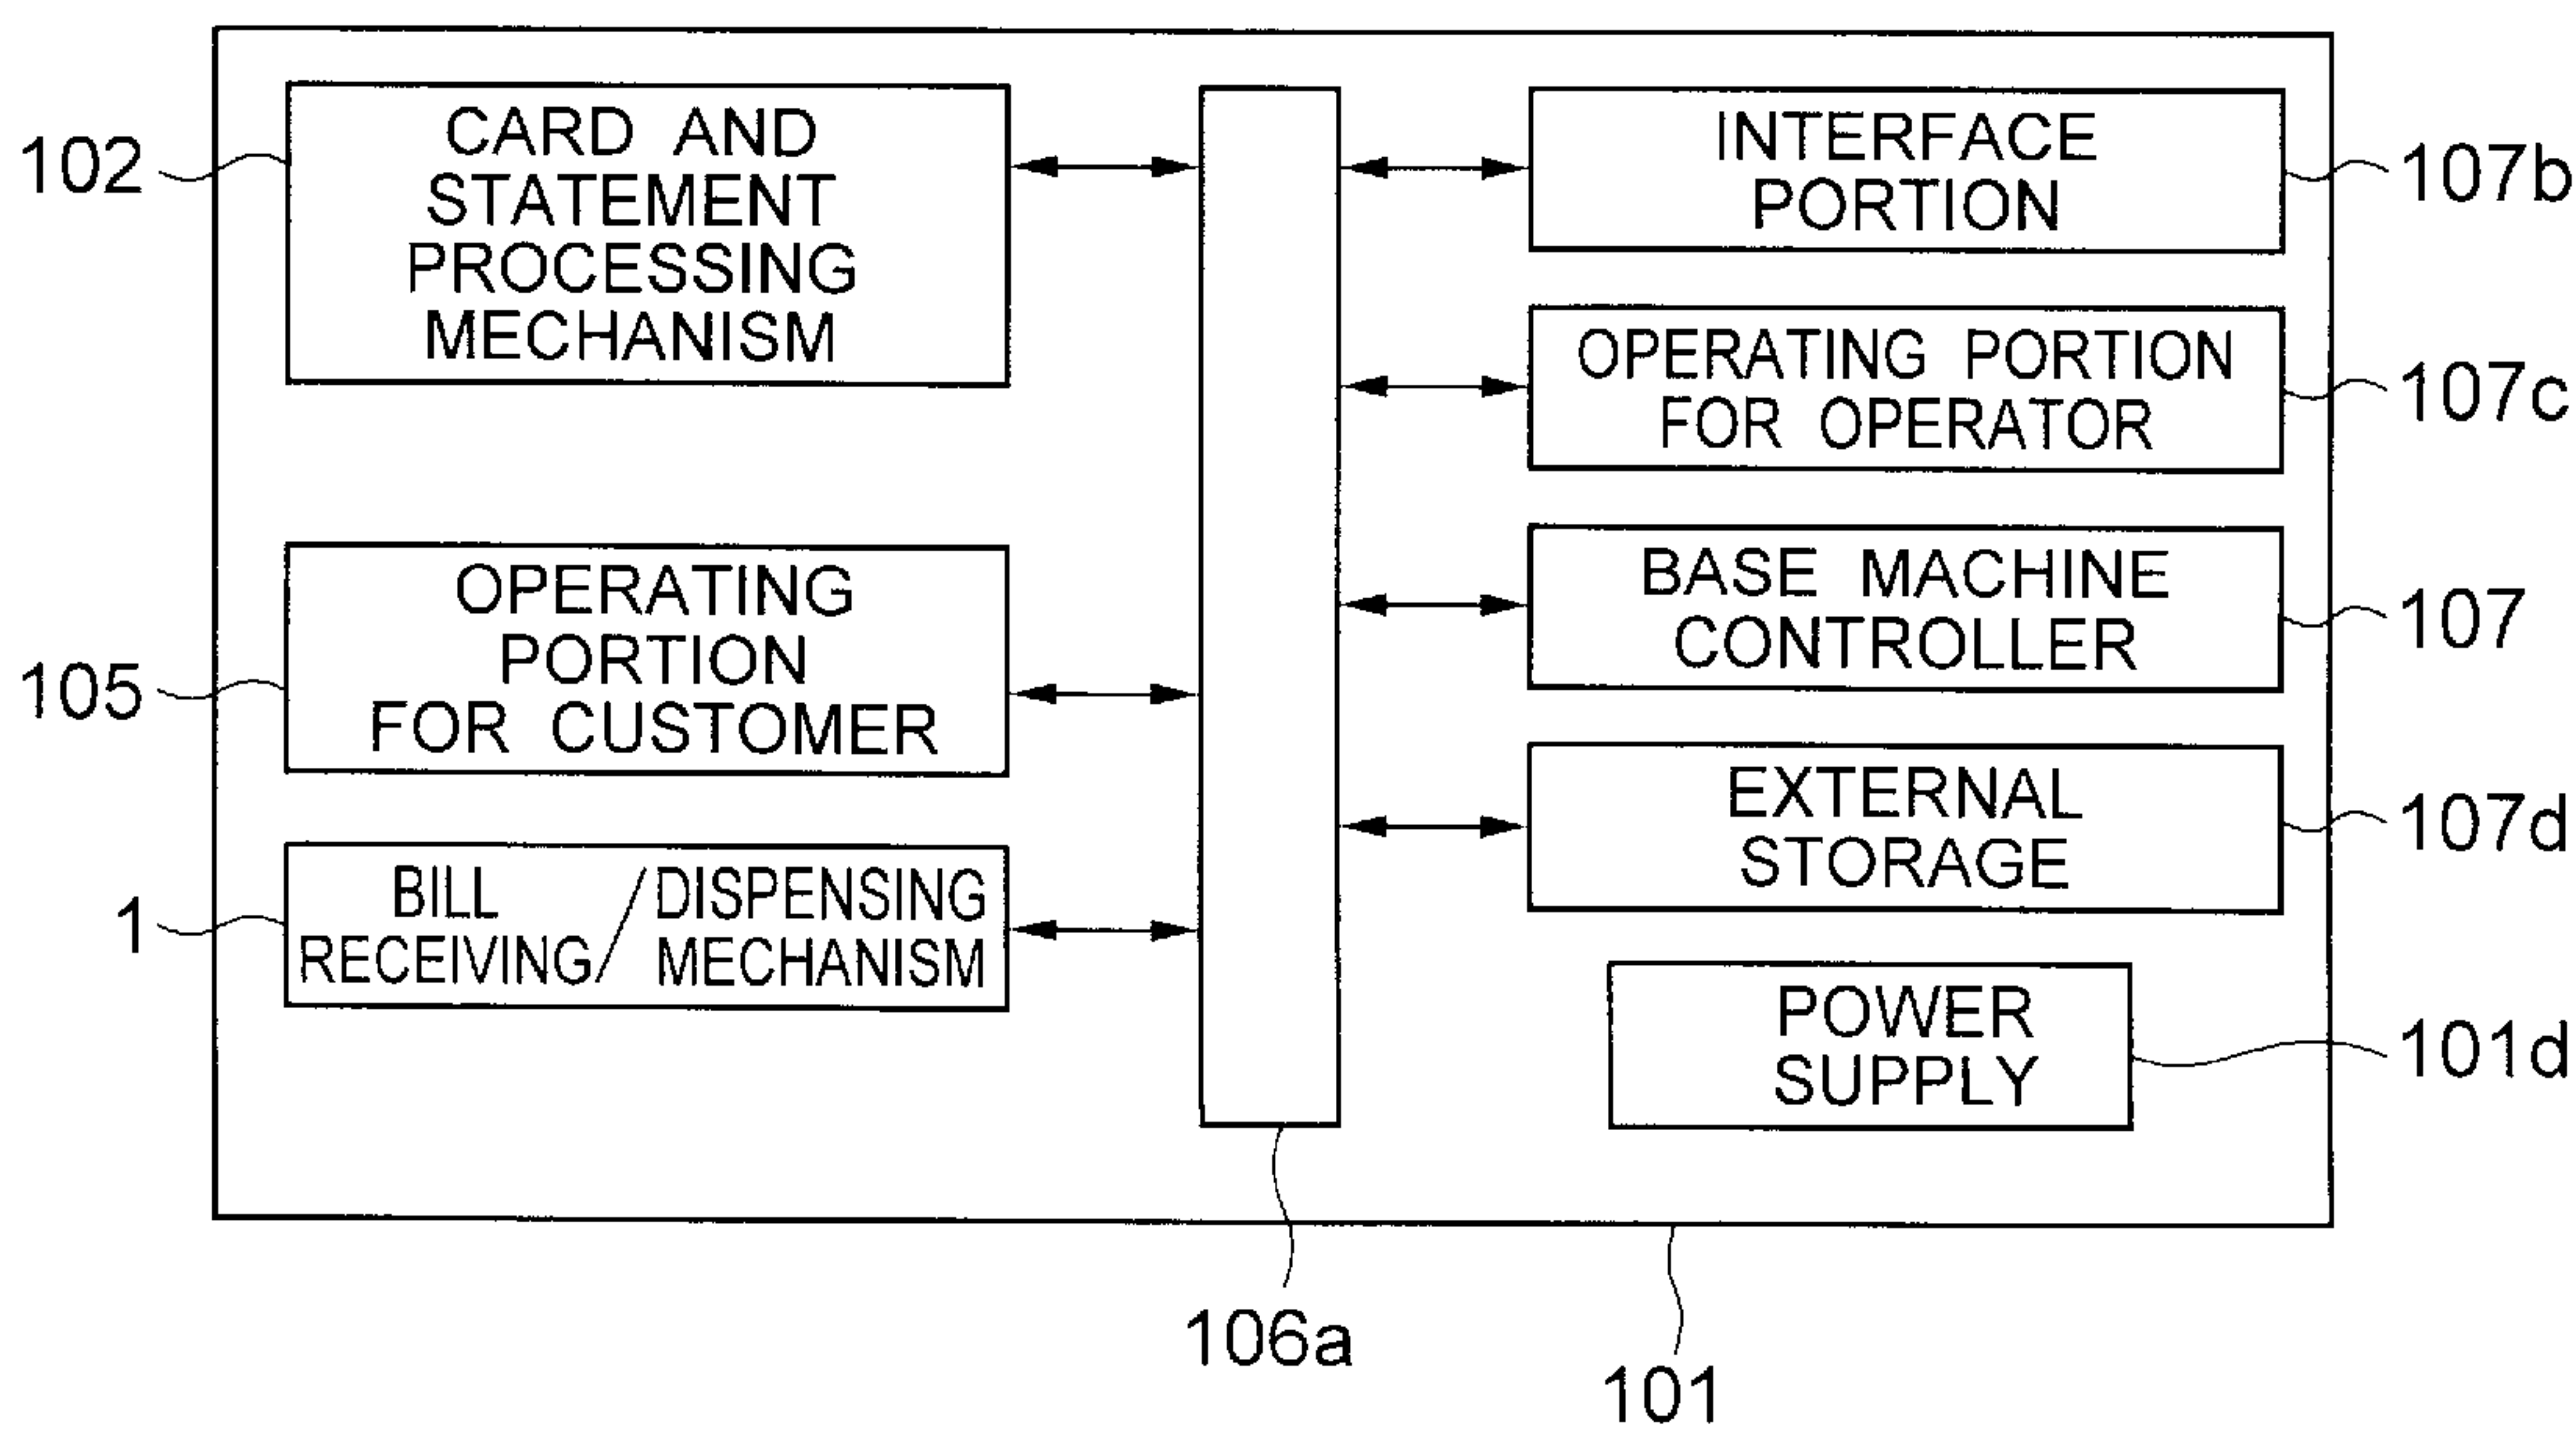 102
CARD AND
STATEMENT
PROCESSING
MECHANISM
105
OPERATING
PORTION
FOR CUSTOMER
1
BILL
RECEIVING/
DISPENSING
MECHANISM
INTERFACE
PORTION
107b
OPERATING PORTION
FOR OPERATOR
107c
BASE MACHINE
CONTROLLER
107
EXTERNAL
STORAGE
107d
POWER
SUPPLY
101d
106a
101